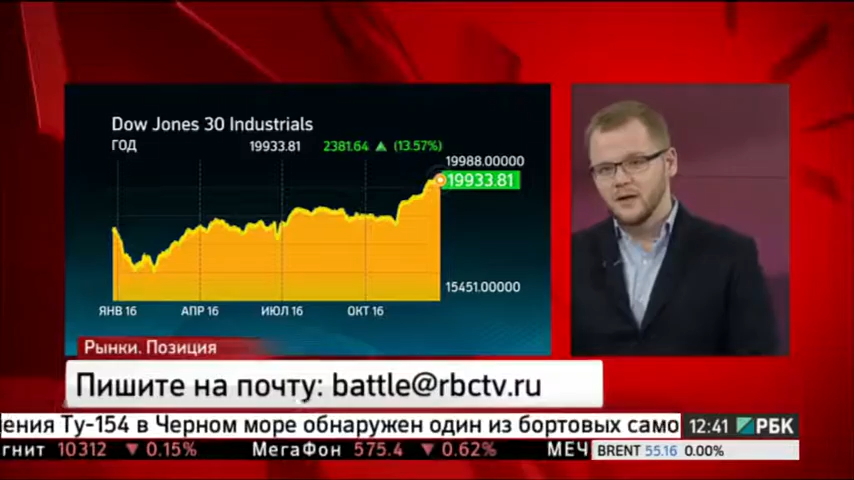 Dow Jones 30 Industrials
ГОД 19933.81 2381.64 ▲ (13.57%)
19988.00000
19933.81
15451.00000
ЯНВ 16 АПР 16 ИЮЛ 16 ОКТ 16
Рынки. Позиция
Пишите на почту: battle@rbctv.ru
ения Ту-154 в Черном море обнаружен один из бортовых само
12:41 РБК
гнит 10312 ▼ 0.15% МегаФон 575.4 ▼ 0.62% МЕЧ
BRENT 55.16 0.00%